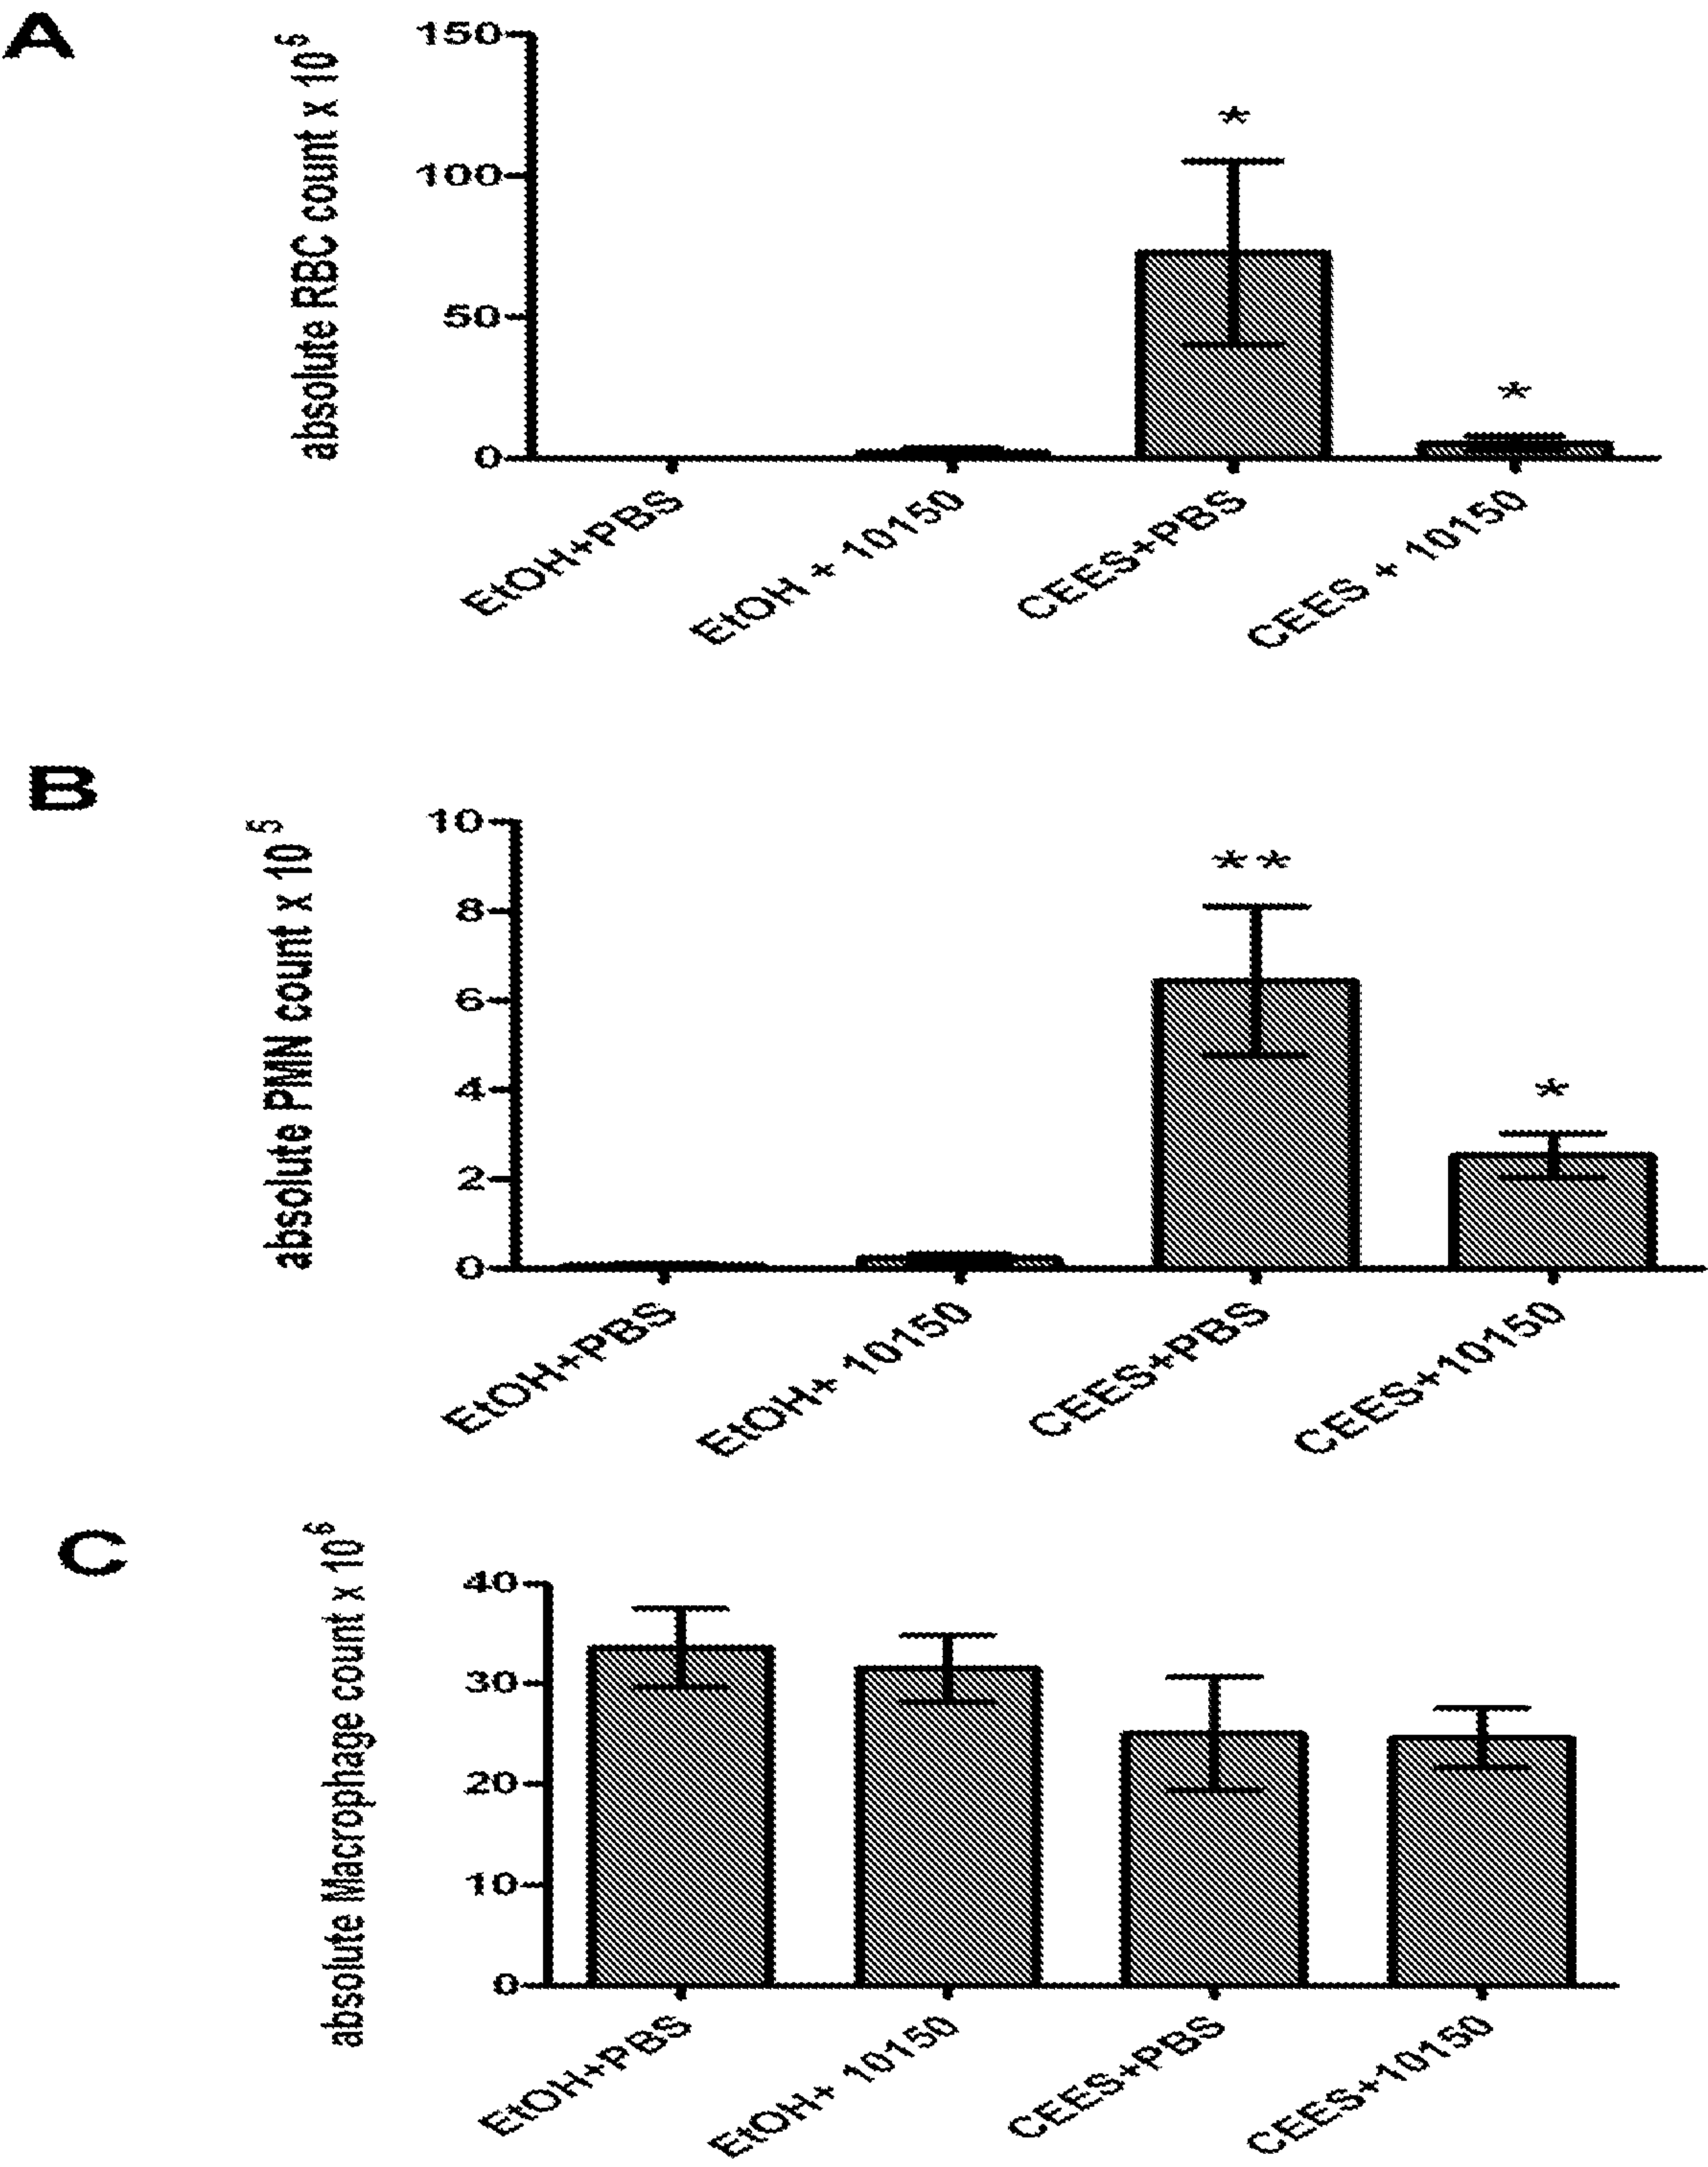 A
absolute RBC count x 10 5
150
100
50
0
*
*
EtOH+PBS
EtOH + 10150
CEES+PBS
CEES + 10150
B
absolute PMN count x 10 5
10
8
6
4
2
0
**
*
EtOH+PBS
EtOH+ 10150
CEES+PBS
CEES+10150
C
absolute Macrophage count x 10 6
40
30
20
10
0
EtOH+PBS
EtOH+ 10150
CEES+PBS
CEES+10150